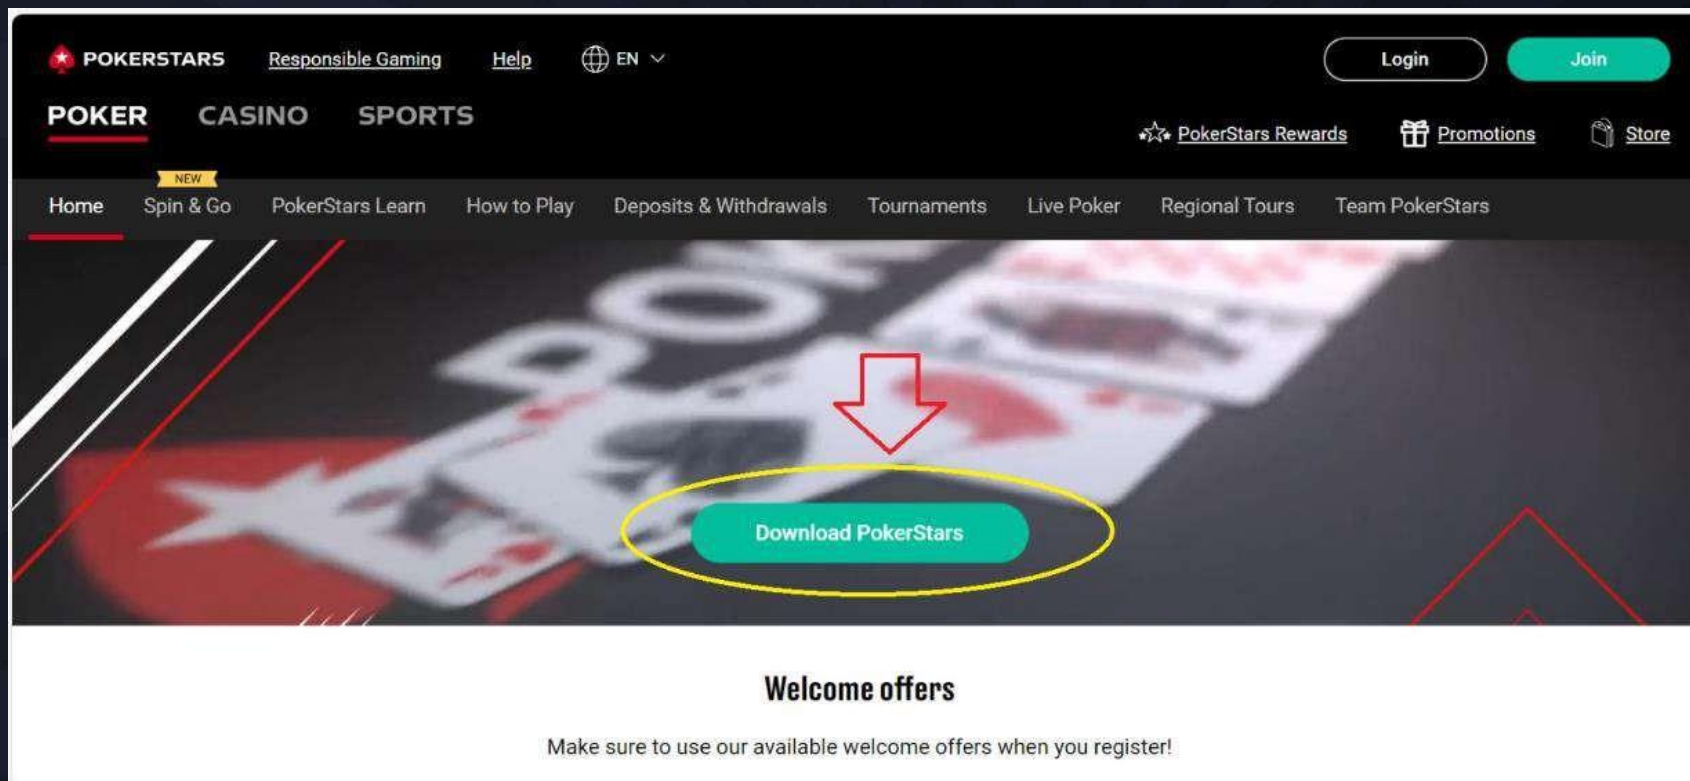 POKERSTARS Responsible Gaming Help EN Login Join
POKER CASINO SPORTS
PokerStars Rewards Promotions Store
NEW
Home Spin & Go PokerStars Learn How to Play Deposits & Withdrawals Tournaments Live Poker Regional Tours Team PokerStars
Download PokerStars
Welcome offers
Make sure to use our available welcome offers when you register!